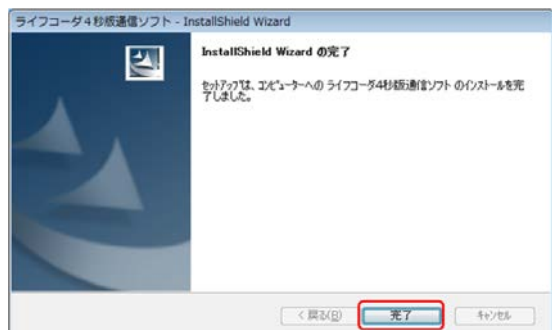 ライフコーダ4秒版通信ソフト - InstallShield Wizard
InstallShield Wizard の完了
セットアップは、コンピューターへの ライフコーダ4秒版通信ソフト のインストールを完
了しました。
< 戻る(B)
完了
キャンセル